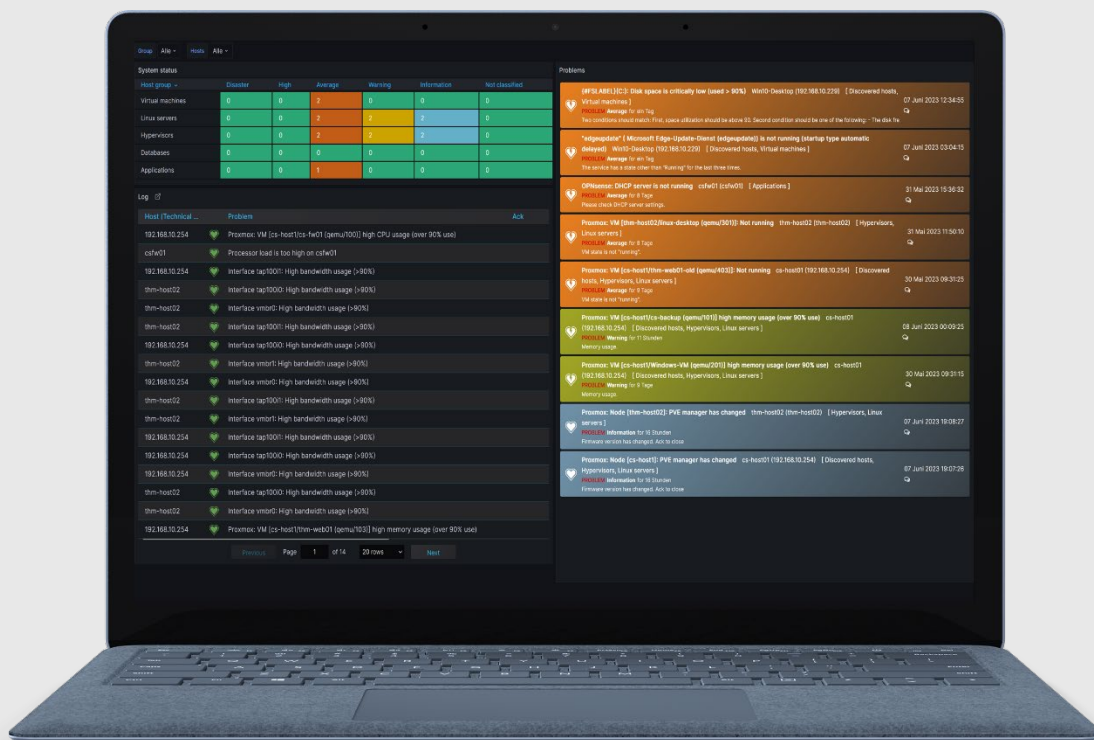 Group Alle Hosts Alle
System status
Host group Disaster High Average Warning Information Not classified
Virtual machines 0 0 2 0 0 0
Linux servers 0 0 2 2 2 0
Hypervisors 0 0 2 2 2 0
Databases 0 0 0 0 0 0
Applications 0 0 1 0 0 0
Log
Host (Technical ... Problem Ack
192.168.10.254 Proxmox: VM [cs-host1/cs-fw01 (qemu/100)] high CPU usage (over 90% use)
csfw01 Processor load is too high on csfw01
192.168.10.254 Interface tap100i1: High bandwidth usage (>90%)
thm-host02 Interface tap100i0: High bandwidth usage (>90%)
thm-host02 Interface vmbr0: High bandwidth usage (>90%)
thm-host02 Interface tap100i1: High bandwidth usage (>90%)
192.168.10.254 Interface tap100i0: High bandwidth usage (>90%)
thm-host02 Interface vmbr1: High bandwidth usage (>90%)
192.168.10.254 Interface vmbr0: High bandwidth usage (>90%)
thm-host02 Interface tap100i1: High bandwidth usage (>90%)
thm-host02 Interface vmbr1: High bandwidth usage (>90%)
192.168.10.254 Interface tap100i1: High bandwidth usage (>90%)
192.168.10.254 Interface tap100i0: High bandwidth usage (>90%)
192.168.10.254 Interface vmbr0: High bandwidth usage (>90%)
thm-host02 Interface tap100i0: High bandwidth usage (>90%)
thm-host02 Interface vmbr0: High bandwidth usage (>90%)
192.168.10.254 Proxmox: VM [cs-host1/thm-web01 (qemu/103)] high memory usage (over 90% use)
Previous Page 1 of 14 20 rows Next
Problems
{#FSLABEL}(C:): Disk space is critically low (used > 90%) Win10-Desktop (192.168.10.229) [ Discovered hosts,
Virtual machines ]
07 Juni 2023 12:34:55
PROBLEM Average for ein Tag
Two conditions should match: First, space utilization should be above 90. Second condition should be one of the following: - The disk fre
"edgeupdate" ( Microsoft Edge-Update-Dienst (edgeupdate)) is not running (startup type automatic
delayed) Win10-Desktop (192.168.10.229) [ Discovered hosts, Virtual machines ]
07 Juni 2023 03:04:15
PROBLEM Average for ein Tag
The service has a state other than "Running" for the last three times.
OPNsense: DHCP server is not running csfw01 (csfw01) [ Applications ]
31 Mai 2023 15:36:32
PROBLEM Average for 8 Tage
Please check DHCP server settings.
Proxmox: VM [thm-host02/linux-desktop (qemu/301)]: Not running thm-host02 (thm-host02) [ Hypervisors,
Linux servers ]
31 Mai 2023 11:50:10
PROBLEM Average for 8 Tage
VM state is not "running".
Proxmox: VM [cs-host1/thm-web01-old (qemu/403)]: Not running cs-host01 (192.168.10.254) [ Discovered
hosts, Hypervisors, Linux servers ]
30 Mai 2023 09:31:25
PROBLEM Average for 9 Tage
VM state is not "running".
Proxmox: VM [cs-host1/cs-backup (qemu/101)] high memory usage (over 90% use) cs-host01
(192.168.10.254) [ Discovered hosts, Hypervisors, Linux servers ]
08 Juni 2023 00:09:25
PROBLEM Warning for 11 Stunden
Memory usage.
Proxmox: VM [cs-host1/Windows-VM (qemu/201)] high memory usage (over 90% use) cs-host01
(192.168.10.254) [ Discovered hosts, Hypervisors, Linux servers ]
30 Mai 2023 09:31:15
PROBLEM Warning for 9 Tage
Memory usage.
Proxmox: Node [thm-host02]: PVE manager has changed thm-host02 (thm-host02) [ Hypervisors, Linux
servers ]
07 Juni 2023 19:08:27
PROBLEM Information for 16 Stunden
Firmware version has changed. Ack to close
Proxmox: Node [cs-host1]: PVE manager has changed cs-host01 (192.168.10.254) [ Discovered hosts,
Hypervisors, Linux servers ]
07 Juni 2023 19:07:26
PROBLEM Information for 16 Stunden
Firmware version has changed. Ack to close